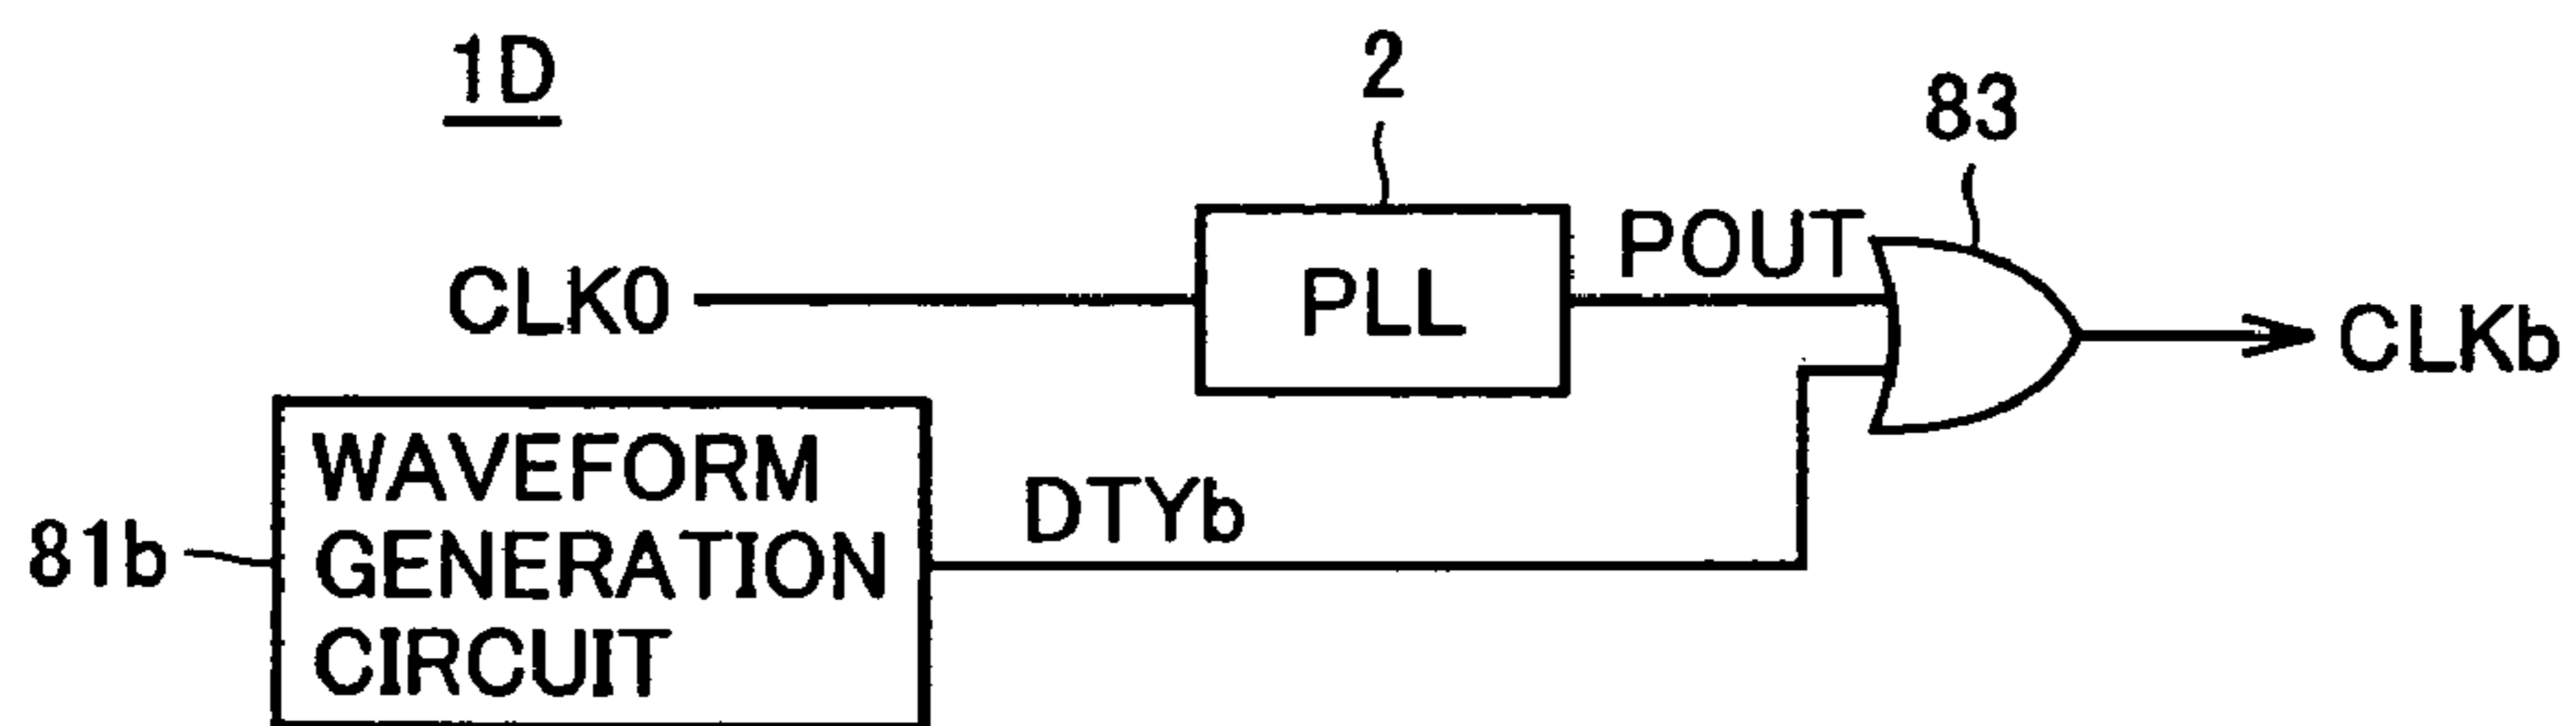 1D
2
83
CLK0
PLL
POUT
CLKb
WAVEFORM
GENERATION
CIRCUIT
81b
DTYb